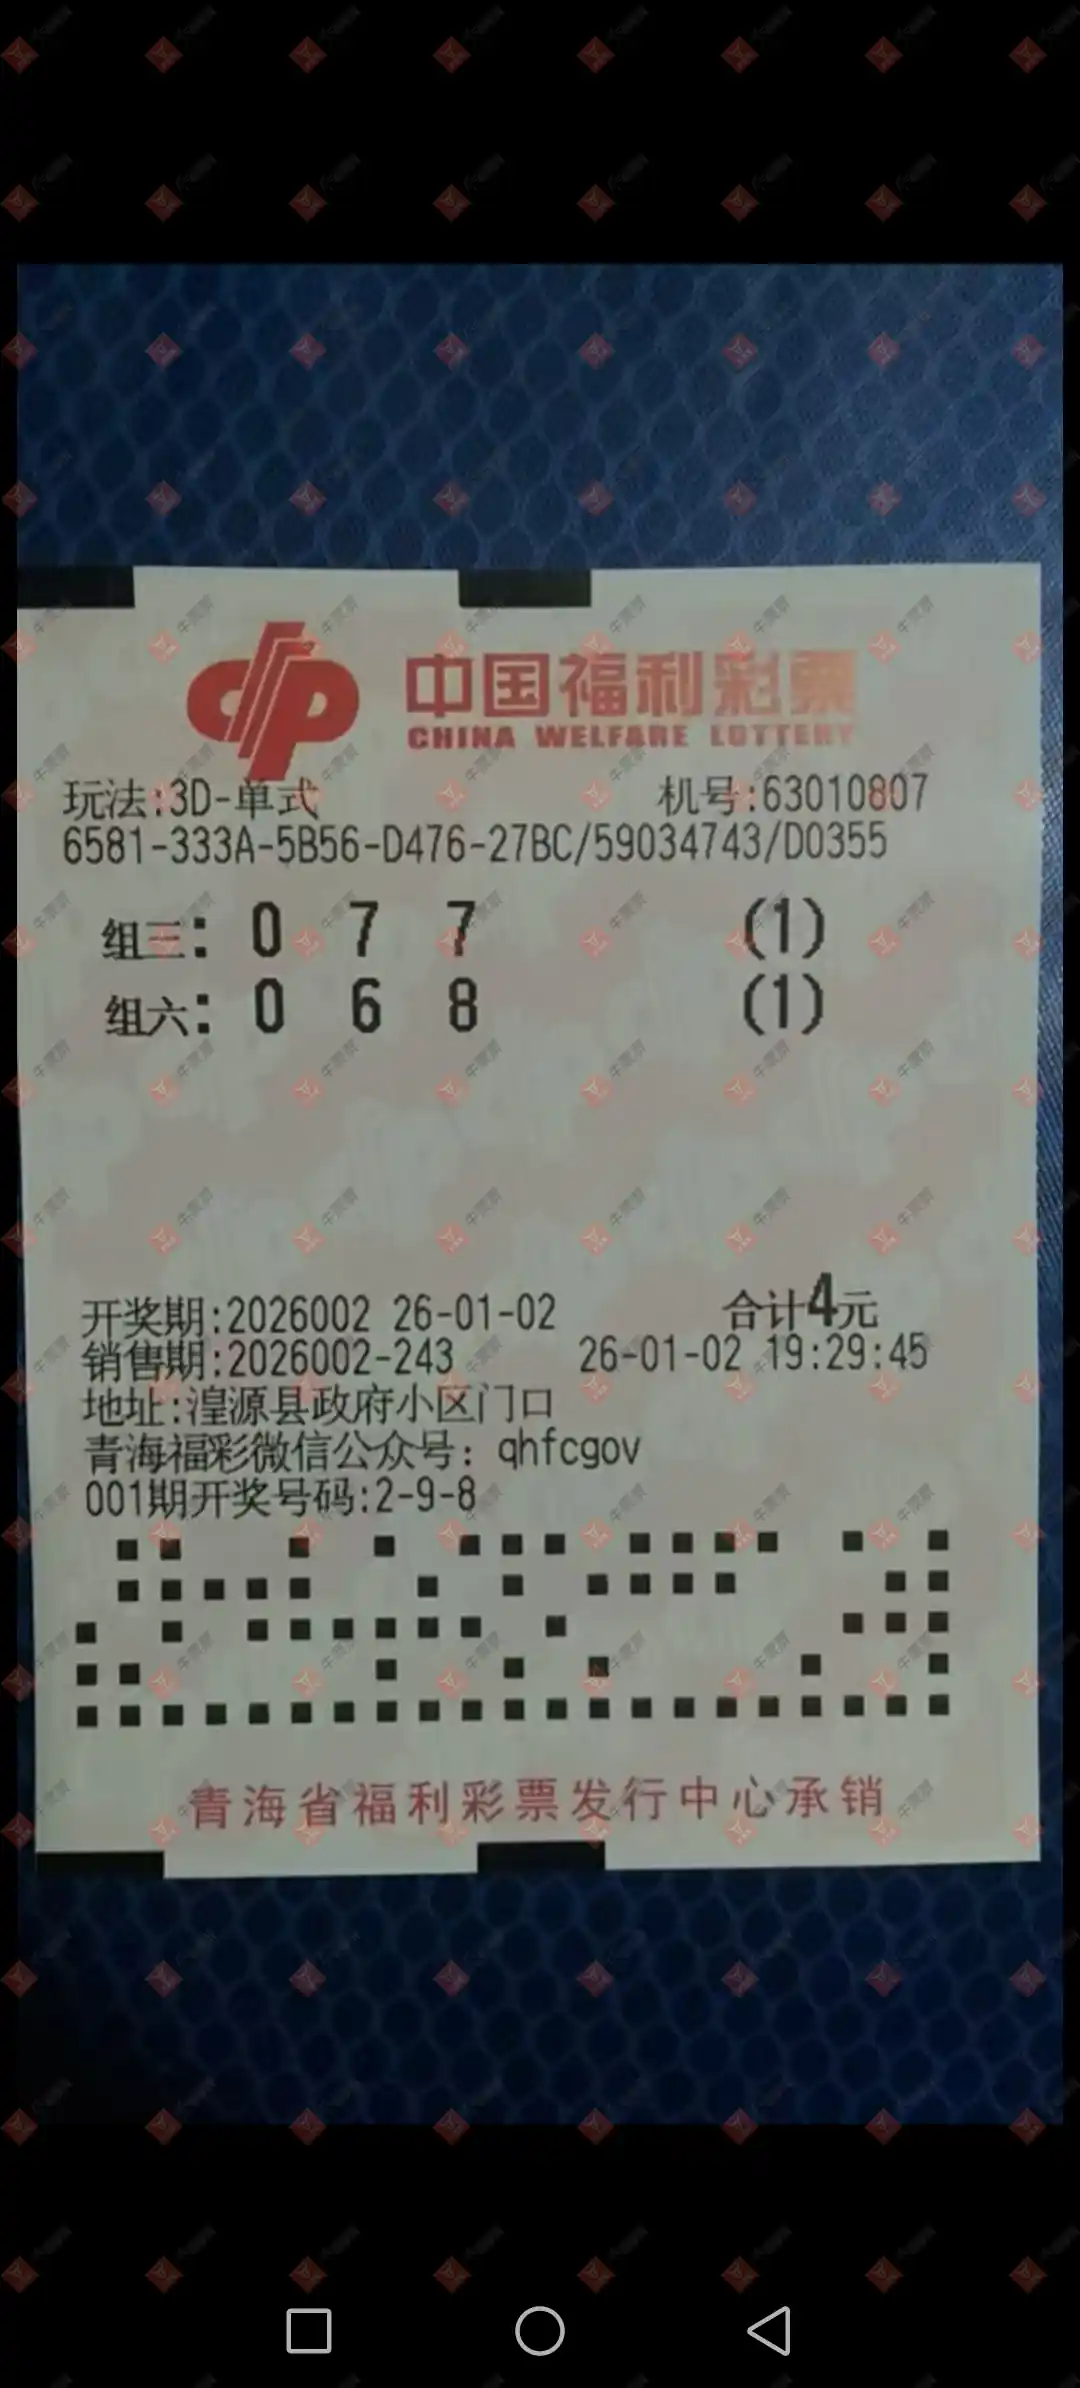 中国福利彩票
CHINA WELFARE LOTTERY
玩法:3D-单式 机号:63010807
6581-333A-5B56-D476-27BC/59034743/D0355
组三: 0 7 7 (1)
组六: 0 6 8 (1)
开奖期:2026002 26-01-02 合计4元
销售期:2026002-243 26-01-02 19:29:45
地址:湟源县政府小区门口
青海福彩微信公众号: qhfcgov
001期开奖号码:2-9-8
青海省福利彩票发行中心承销